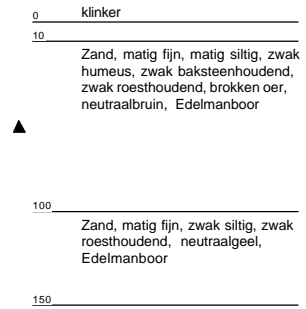 0 klinker
10
Zand, matig fijn, matig siltig, zwak
humeus, zwak baksteenhoudend,
zwak roesthoudend, brokken oer,
neutraalbruin, Edelmanboor
100
Zand, matig fijn, zwak siltig, zwak
roesthoudend, neutraalgeel,
Edelmanboor
150